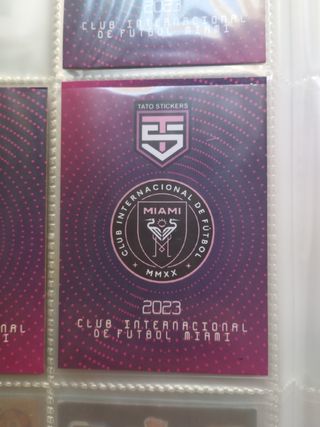 2023
CLUB INTERNACIONAL
DE FUTBOL MIAMI
TATO STICKERS
TS
CLUB INTERNACIONAL DE FÚTBOL
MIAMI
MMXX
2023
CLUB INTERNACIONAL
DE FUTBOL MIAMI